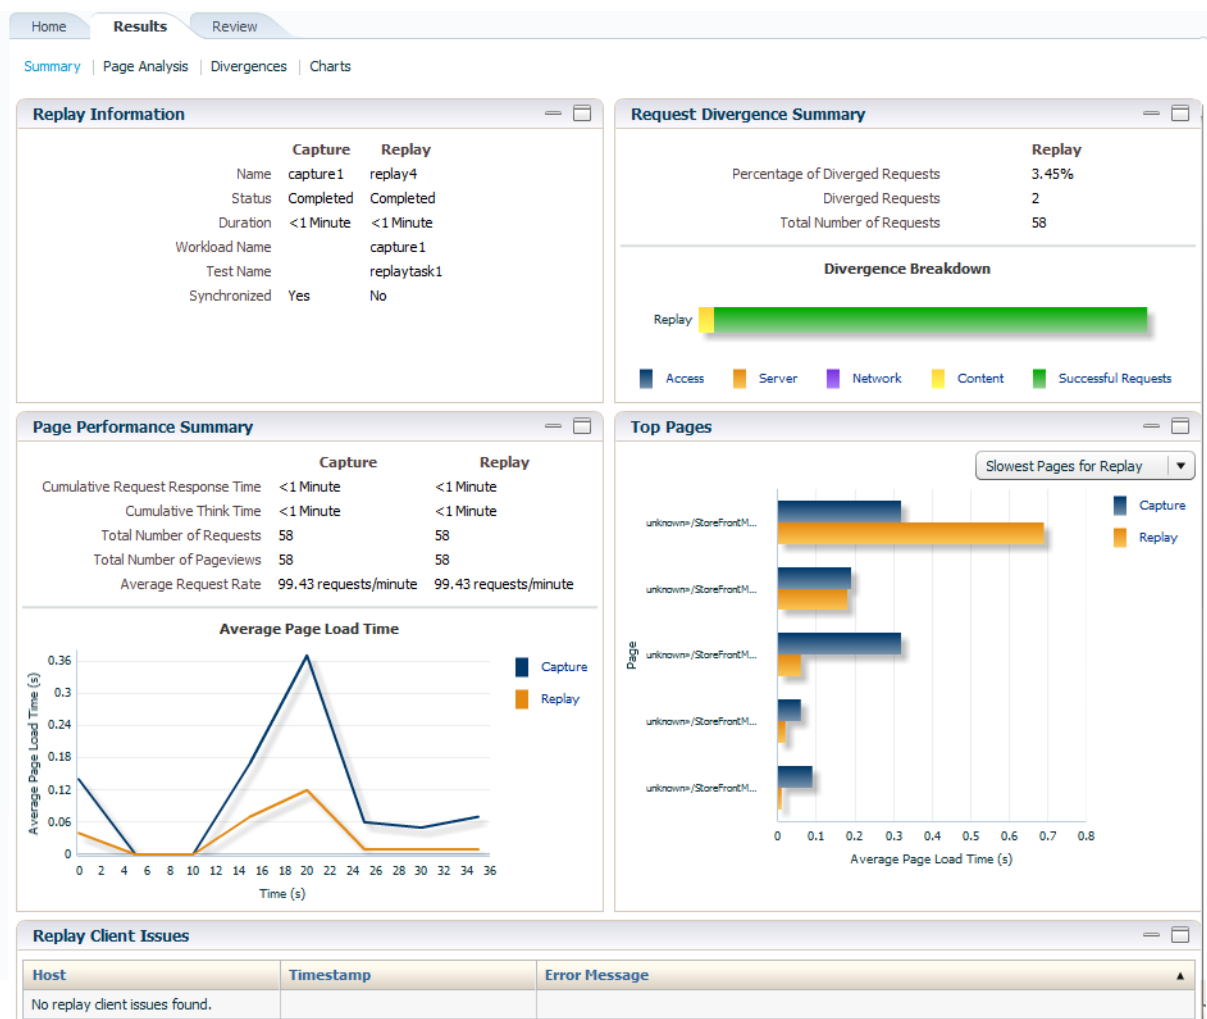 Home Results Review
Summary | Page Analysis | Divergences | Charts
Replay Information
Capture Replay
Name capture1 replay4
Status Completed Completed
Duration <1 Minute <1 Minute
Workload Name capture1
Test Name replaytask1
Synchronized Yes No
Request Divergence Summary
Replay
Percentage of Diverged Requests 3.45%
Diverged Requests 2
Total Number of Requests 58
Divergence Breakdown
Replay
Access Server Network Content Successful Requests
Page Performance Summary
Capture Replay
Cumulative Request Response Time <1 Minute <1 Minute
Cumulative Think Time <1 Minute <1 Minute
Total Number of Requests 58 58
Total Number of Pageviews 58 58
Average Request Rate 99.43 requests/minute 99.43 requests/minute
Average Page Load Time
Average Page Load Time (s)
0.36
0.3
0.24
0.18
0.12
0.06
0
0 2 4 6 8 10 12 14 16 18 20 22 24 26 28 30 32 34 36
Time (s)
Capture
Replay
Top Pages
Slowest Pages for Replay
Page
unknown»/StoreFrontM...
unknown»/StoreFrontM...
unknown»/StoreFrontM...
unknown»/StoreFrontM...
unknown»/StoreFrontM...
0 0.1 0.2 0.3 0.4 0.5 0.6 0.7 0.8
Average Page Load Time (s)
Capture
Replay
Replay Client Issues
Host Timestamp Error Message
No replay client issues found.